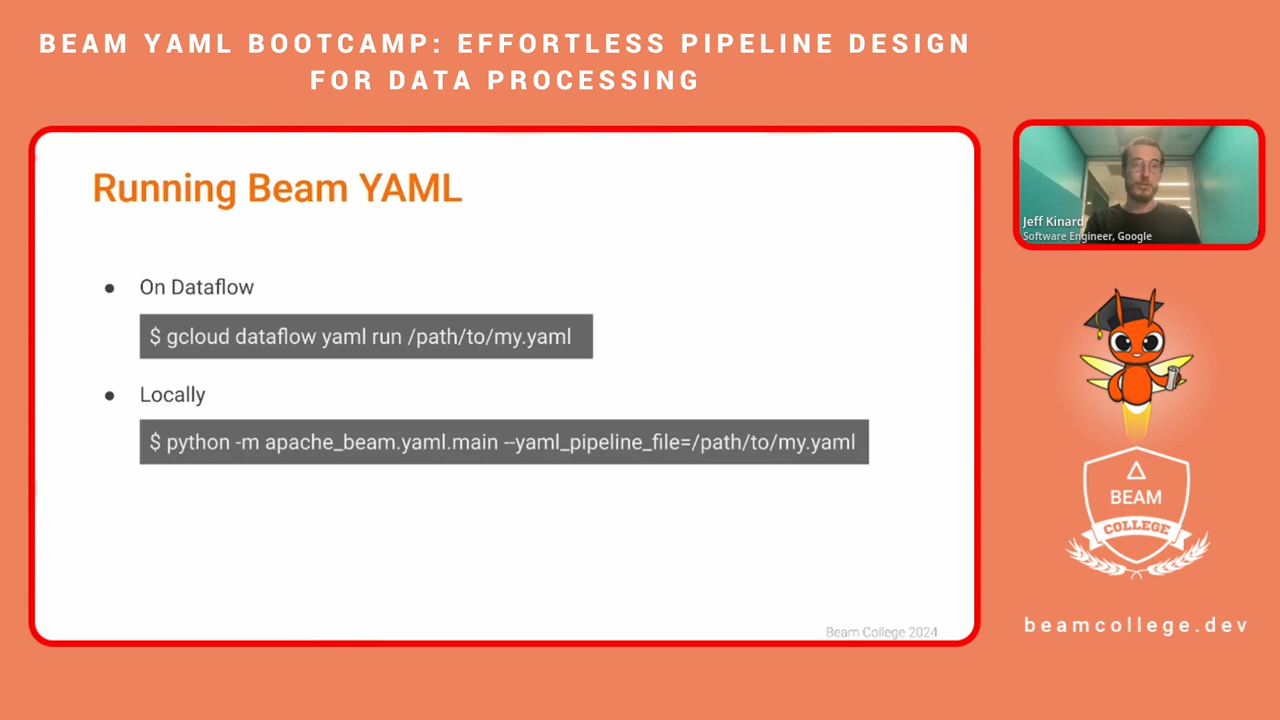 BEAM YAML BOOTCAMP: EFFORTLESS PIPELINE DESIGN
FOR DATA PROCESSING
Running Beam YAML
● On Dataflow
$ gcloud dataflow yaml run /path/to/my.yaml
● Locally
$ python -m apache_beam.yaml.main --yaml_pipeline_file=/path/to/my.yaml
Beam College 2024
Jeff Kinard
Software Engineer, Google
BEAM
COLLEGE
beamcollege.dev